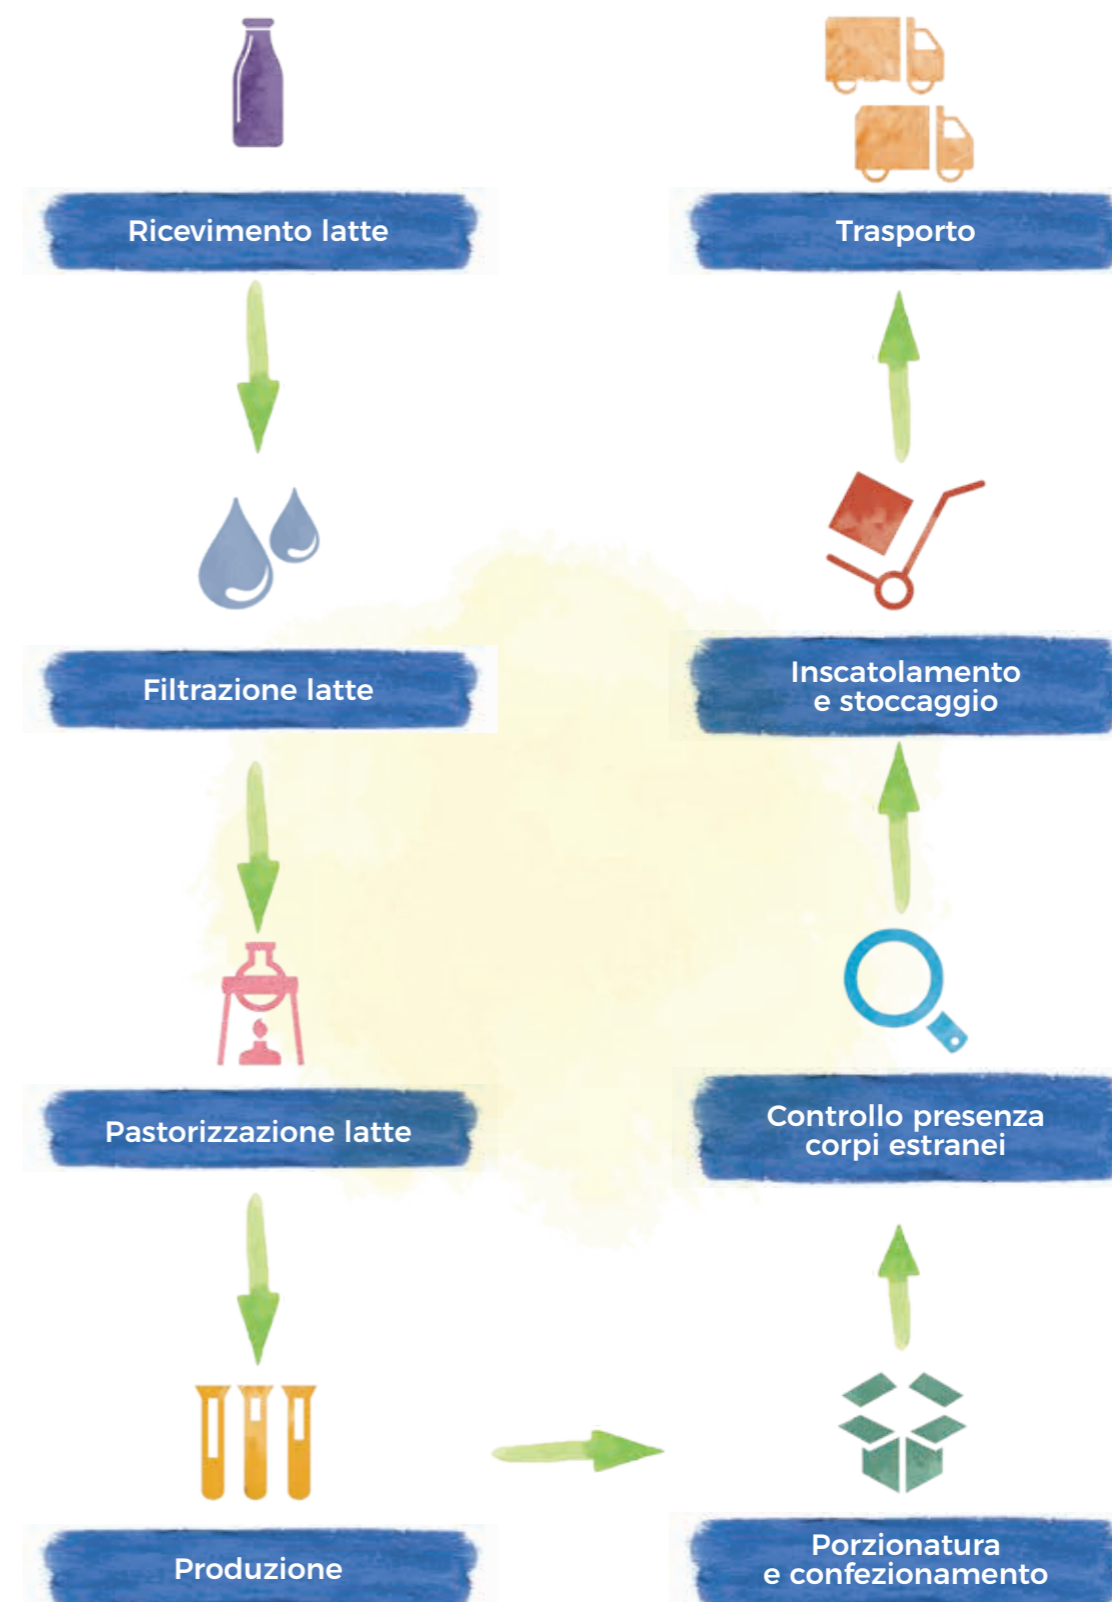 Ricevimento latte
Filtrazione latte
Pastorizzazione latte
Produzione
Porzionatura
e confezionamento
Controllo presenza
corpi estranei
Inscatolamento
e stoccaggio
Trasporto